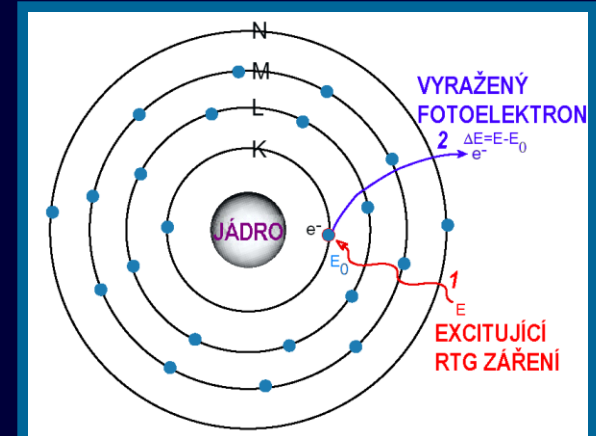 N
M
L
K
JÁDRO
e-
E0
VYRAŽENÝ
FOTOELEKTRON
2 ΔE=E-E0
e-
1
E
EXCITUJÍCÍ
RTG ZÁŘENÍ